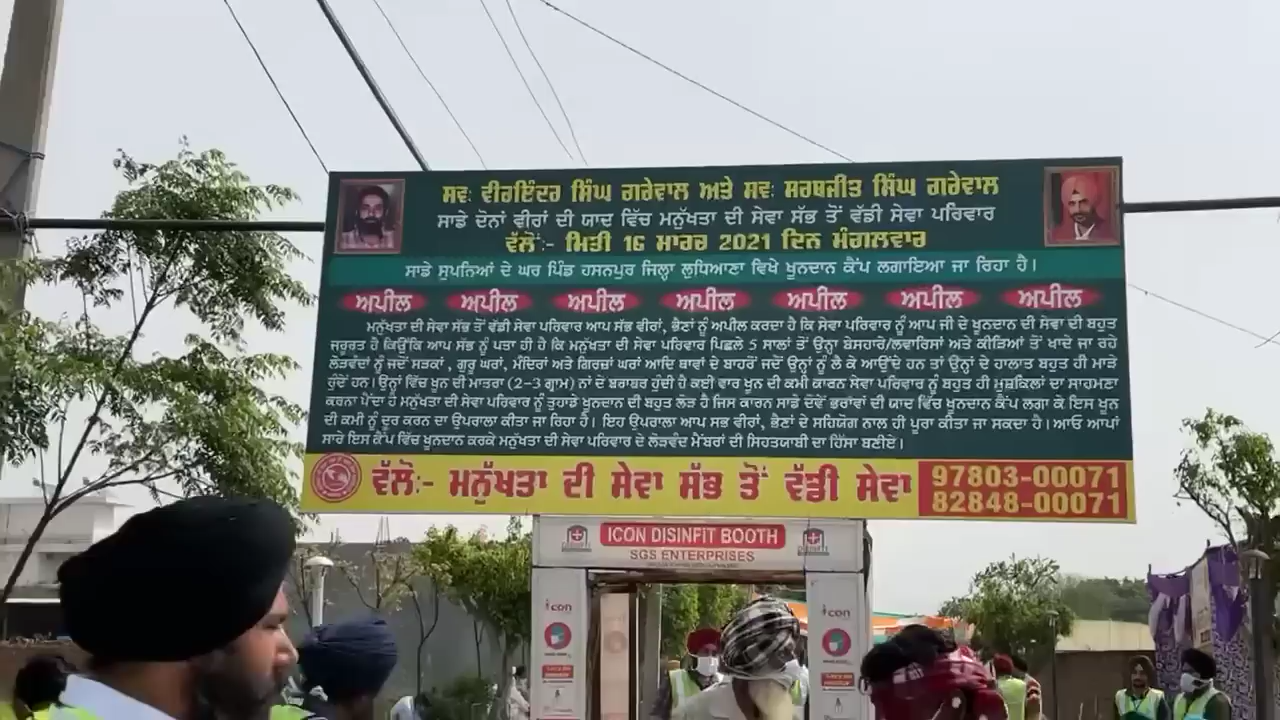 ਸਵ: ਵੀਰਇੰਦਰ ਸਿੰਘ ਗਰੇਵਾਲ ਅਤੇ ਸਵ: ਸਰਬਜੀਤ ਸਿੰਘ ਗਰੇਵਾਲ
ਸਾਡੇ ਦੋਨਾਂ ਵੀਰਾਂ ਦੀ ਯਾਦ ਵਿੱਚ ਮਨੁੱਖਤਾ ਦੀ ਸੇਵਾ ਸੱਭ ਤੋਂ ਵੱਡੀ ਸੇਵਾ ਪਰਿਵਾਰ
ਵੱਲੋਂ:- ਮਿਤੀ 16 ਮਾਰਚ 2021 ਦਿਨ ਮੰਗਲਵਾਰ
ਸਾਡੇ ਸੁਪਨਿਆਂ ਦੇ ਘਰ ਪਿੰਡ ਹਸਨਪੁਰ ਜਿਲ੍ਹਾ ਲੁਧਿਆਣਾ ਵਿਖੇ ਖੂਨਦਾਨ ਕੈਂਪ ਲਗਾਇਆ ਜਾ ਰਿਹਾ ਹੈ।
ਅਪੀਲ ਅਪੀਲ ਅਪੀਲ ਅਪੀਲ ਅਪੀਲ ਅਪੀਲ ਅਪੀਲ
ਮਨੁੱਖਤਾ ਦੀ ਸੇਵਾ ਸੱਭ ਤੋਂ ਵੱਡੀ ਸੇਵਾ ਪਰਿਵਾਰ ਆਪ ਸੱਭ ਵੀਰਾਂ, ਭੈਣਾਂ ਨੂੰ ਅਪੀਲ ਕਰਦਾ ਹੈ ਕਿ ਸੇਵਾ ਪਰਿਵਾਰ ਨੂੰ ਆਪ ਜੀ ਦੇ ਖੂਨਦਾਨ ਦੀ ਸੇਵਾ ਦੀ ਬਹੁਤ
ਜਰੂਰਤ ਹੈ ਕਿਉਂਕਿ ਆਪ ਸੱਭ ਨੂੰ ਪਤਾ ਹੀ ਹੈ ਕਿ ਮਨੁੱਖਤਾ ਦੀ ਸੇਵਾ ਪਰਿਵਾਰ ਪਿਛਲੇ 5 ਸਾਲਾਂ ਤੋਂ ਉਨ੍ਹਾ ਬੇਸਹਾਰੇ/ਲਵਾਰਿਸਾਂ ਅਤੇ ਕੀੜਿਆਂ ਤੋਂ ਖਾਦੇ ਜਾ ਰਹੇ
ਲੋੜਵੰਦਾਂ ਨੂੰ ਜਦੋਂ ਸੜਕਾਂ , ਗੁਰੂ ਘਰਾਂ, ਮੰਦਿਰਾਂ ਅਤੇ ਗਿਰਜ਼ਾਂ ਘਰਾਂ ਆਦਿ ਥਾਵਾਂ ਦੇ ਬਾਹਰੋਂ ਜਦੋਂ ਉਨ੍ਹਾਂ ਨੂੰ ਲੈ ਕੇ ਆਉਂਦੇ ਹਨ ਤਾਂ ਉਨ੍ਹਾਂ ਦੇ ਹਾਲਾਤ ਬਹੁਤ ਹੀ ਮਾੜੇ
ਹੁੰਦੇ ਹਨ। ਉਨ੍ਹਾਂ ਵਿੱਚ ਖੂਨ ਦੀ ਮਾਤਰਾ (2-3 ਗ੍ਰਾਮ) ਨਾਂ ਦੇ ਬਰਾਬਰ ਹੁੰਦੀ ਹੈ ਕਈ ਵਾਰ ਖੂਨ ਦੀ ਕਮੀ ਕਾਰਨ ਸੇਵਾ ਪਰਿਵਾਰ ਨੂੰ ਬਹੁਤ ਹੀ ਮੁਸ਼ਕਿਲਾਂ ਦਾ ਸਾਹਮਣਾ
ਕਰਨਾ ਪੈਂਦਾ ਹੈ ਮਨੁੱਖਤਾ ਦੀ ਸੇਵਾ ਪਰਿਵਾਰ ਨੂੰ ਤੁਹਾਡੇ ਖੂਨਦਾਨ ਦੀ ਬਹੁਤ ਲੋੜ ਹੈ ਜਿਸ ਕਾਰਨ ਸਾਡੇ ਦੋਵੇਂ ਭਰਾਵਾਂ ਦੀ ਯਾਦ ਵਿੱਚ ਖੂਨਦਾਨ ਕੈਂਪ ਲਗਾ ਕੇ ਇਸ ਖੂਨ
ਦੀ ਕਮੀ ਨੂੰ ਦੂਰ ਕਰਨ ਦਾ ਉਪਰਾਲਾ ਕੀਤਾ ਜਾ ਰਿਹਾ ਹੈ। ਇਹ ਉਪਰਾਲਾ ਆਪ ਸਭ ਵੀਰਾਂ, ਭੈਣਾਂ ਦੇ ਸਹਿਯੋਗ ਨਾਲ ਹੀ ਪੂਰਾ ਕੀਤਾ ਜਾ ਸਕਦਾ ਹੈ। ਆਓ ਆਪਾਂ
ਸਾਰੇ ਇਸ ਕੈਂਪ ਵਿੱਚ ਖੂਨਦਾਨ ਕਰਕੇ ਮਨੁੱਖਤਾ ਦੀ ਸੇਵਾ ਪਰਿਵਾਰ ਦੇ ਲੋੜਵੰਦ ਮੈਂਬਰਾਂ ਦੀ ਸਿਹਤਯਾਬੀ ਦਾ ਹਿੱਸਾ ਬਣੀਏ।
ਵੱਲੋਂ:- ਮਨੁੱਖਤਾ ਦੀ ਸੇਵਾ ਸੱਭ ਤੋਂ ਵੱਡੀ ਸੇਵਾ
97803-00071
82848-00071
ICON DISINFIT BOOTH
SGS ENTERPRISES
icon
icon